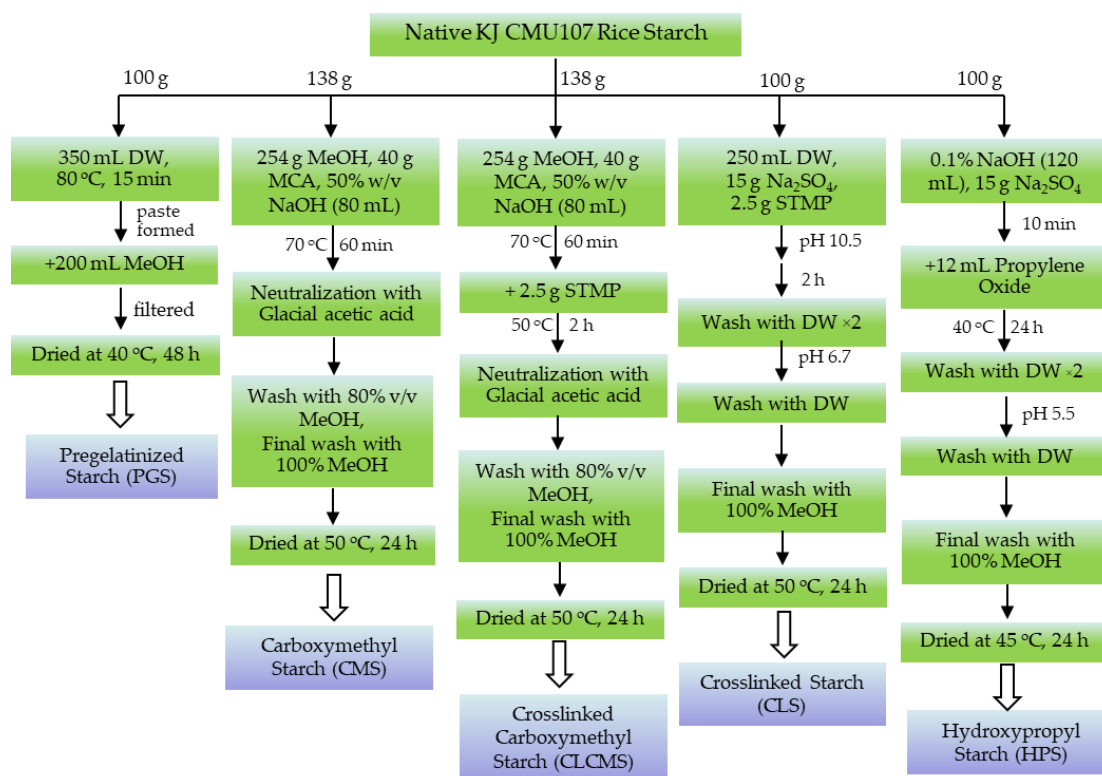 Native KJ CMU107 Rice Starch
100 g
138 g
138 g
100 g
100 g
350 mL DW,
80 °C, 15 min
paste
formed
+200 mL MeOH
filtered
Dried at 40 °C, 48 h
Pregelatinized
Starch (PGS)
254 g MeOH, 40 g
MCA, 50% w/v
NaOH (80 mL)
70 °C 60 min
Neutralization with
Glacial acetic acid
Wash with 80% v/v
MeOH,
Final wash with
100% MeOH
Dried at 50 °C, 24 h
Carboxymethyl
Starch (CMS)
254 g MeOH, 40 g
MCA, 50% w/v
NaOH (80 mL)
70 °C 60 min
+ 2.5 g STMP
50 °C 2 h
Neutralization with
Glacial acetic acid
Wash with 80% v/v
MeOH,
Final wash with
100% MeOH
Dried at 50 °C, 24 h
Crosslinked
Carboxymethyl
Starch (CLCMS)
250 mL DW,
15 g Na₂SO₄,
2.5 g STMP
pH 10.5
2 h
Wash with DW ×2
pH 6.7
Wash with DW
Final wash with
100% MeOH
Dried at 50 °C, 24 h
Crosslinked Starch
(CLS)
0.1% NaOH (120
mL), 15 g Na₂SO₄
10 min
+12 mL Propylene
Oxide
40 °C 24 h
Wash with DW ×2
pH 5.5
Wash with DW
Final wash with
100% MeOH
Dried at 45 °C, 24 h
Hydroxypropyl
Starch (HPS)